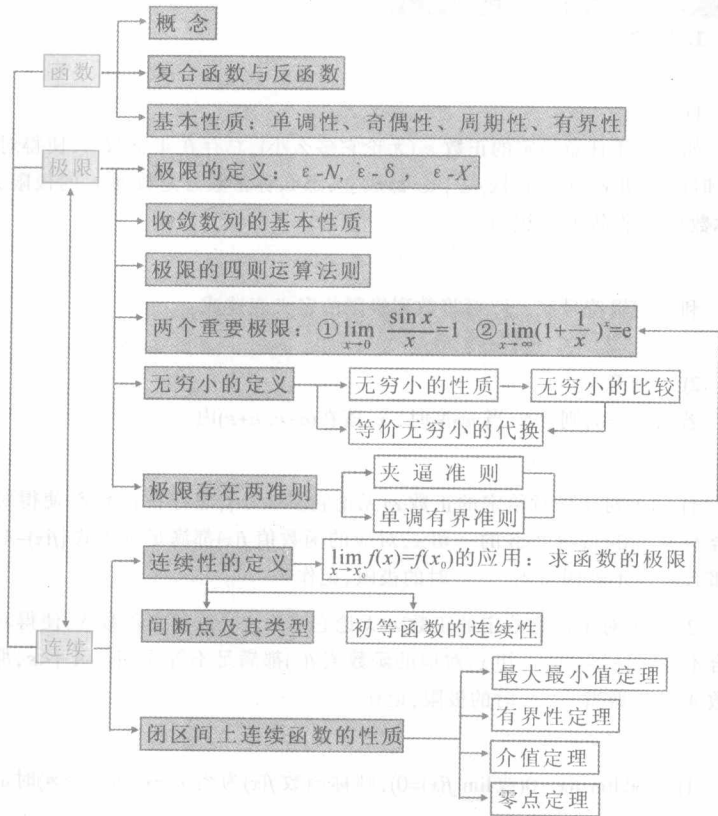 概念
函数
复合函数与反函数
基本性质：单调性、奇偶性、周期性、有界性
极限
极限的定义：ε-N, ε-δ， ε-X
收敛数列的基本性质
极限的四则运算法则
两个重要极限：①lim x→0 sin x/x=1 ②lim x→∞ (1+1/x)^x=e
无穷小的定义
无穷小的性质
无穷小的比较
等价无穷小的代换
极限存在两准则
夹逼准则
单调有界准则
连续性的定义
lim x→x₀ f(x)=f(x₀)的应用：求函数的极限
间断点及其类型
初等函数的连续性
连续
闭区间上连续函数的性质
最大最小值定理
有界性定理
介值定理
零点定理